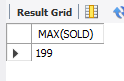 Result Grid
MAX(SOLD)
199